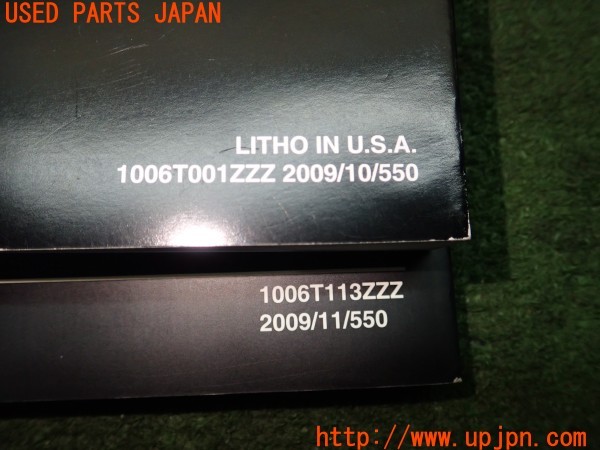 USED PARTS JAPAN
LITHO IN U.S.A.
1006T001ZZZ 2009/10/550
1006T113ZZZ
2009/11/550
http://www.upjpn.com/